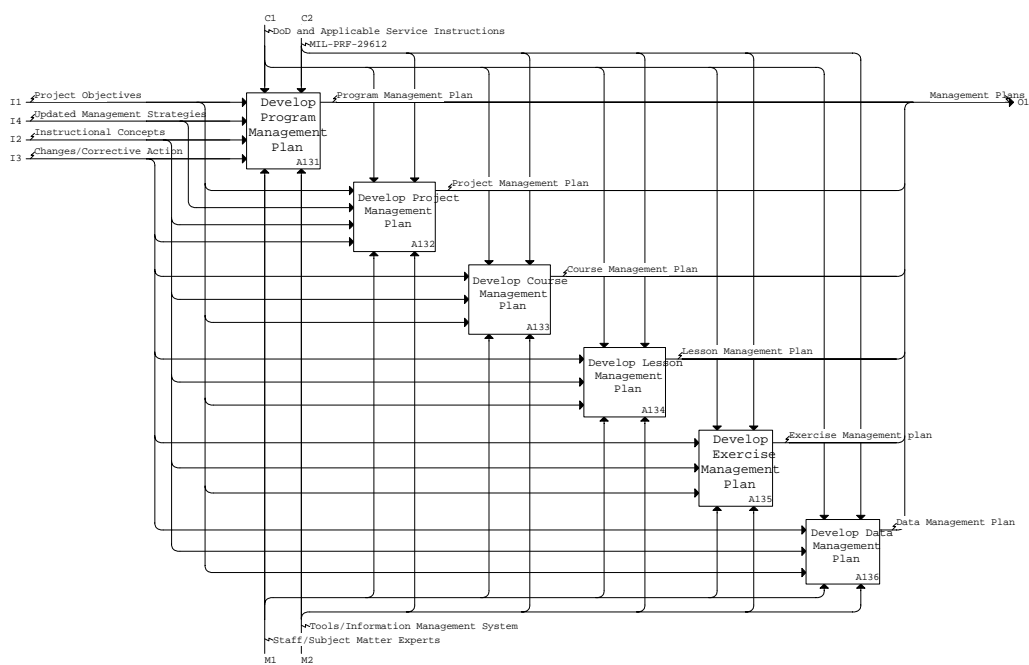 C1 C2
DoD and Applicable Service Instructions
MIL-PRF-29612
I1 Project Objectives
I4 Updated Management Strategies
I2 Instructional Concepts
I3 Changes/Corrective Action
Develop
Program
Management
Plan
A131
Program Management Plan
Management Plans
O1
Develop Project
Management
Plan
A132
Project Management Plan
Develop Course
Management
Plan
A133
Course Management Plan
Develop Lesson
Management
Plan
A134
Lesson Management Plan
Develop
Exercise
Management
Plan
A135
Exercise Management plan
Develop Data
Management
Plan
A136
Data Management Plan
Tools/Information Management System
Staff/Subject Matter Experts
M1 M2